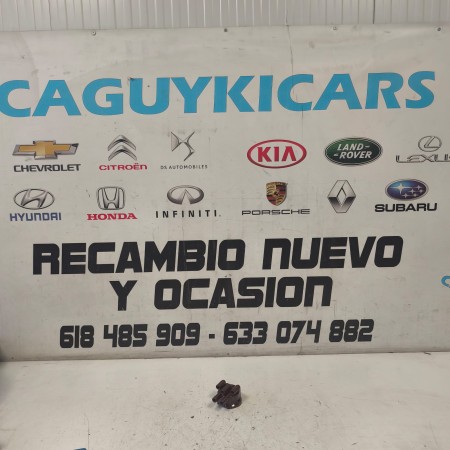 CAGUYKICARS
CHEVROLET CITROËN DS AUTOMOBILES KIA LAND-ROVER LEXUS
HYUNDAI HONDA INFINITI PORSCHE RENAULT SUBARU
RECAMBIO NUEVO
Y OCASION
618 485 909 - 633 074 882